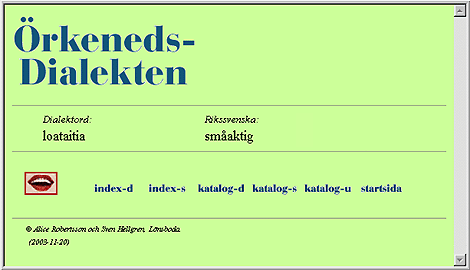 Örkeneds-
Dialekten
Dialektord: Rikssvenska:
loataitia småaktig
index-d index-s katalog-d katalog-s katalog-u startsida
© Alice Robertsson och Sven Hellgren, Lönsboda.
(2003-11-20)